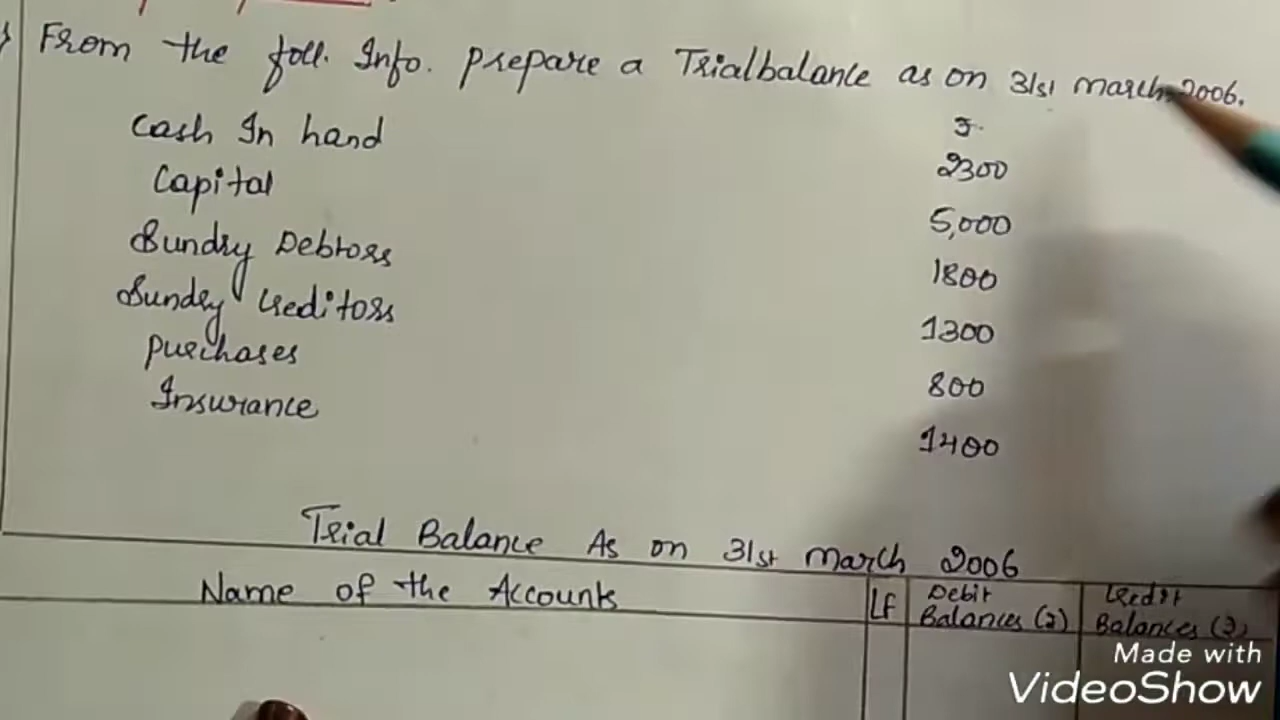 From the foll. Info. prepare a Trialbalance as on 31st march 2006.
₹.
Cash In hand 2300
Capital 5,000
Sundry Debtors 1800
Sundry Creditors 1300
purchases 800
Insurance 1400
Trial Balance As on 31st march 2006
Name of the Accounts LF Debit Balances (₹) Credit Balances (₹)
Made with
VideoShow